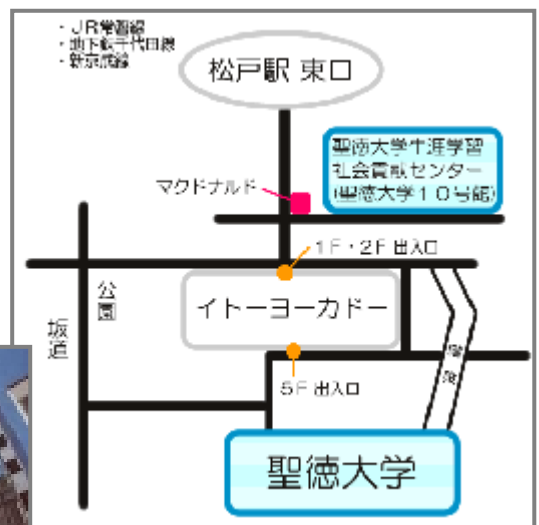 ・JR常磐線
・地下鉄千代田線
・新京成線
松戸駅 東口
聖徳大学生涯学習
社会貢献センター
(聖徳大学10号館)
マクドナルド
1F・2F 出入口
公園
イトーヨーカドー
坂道
5F 出入口
聖徳大学